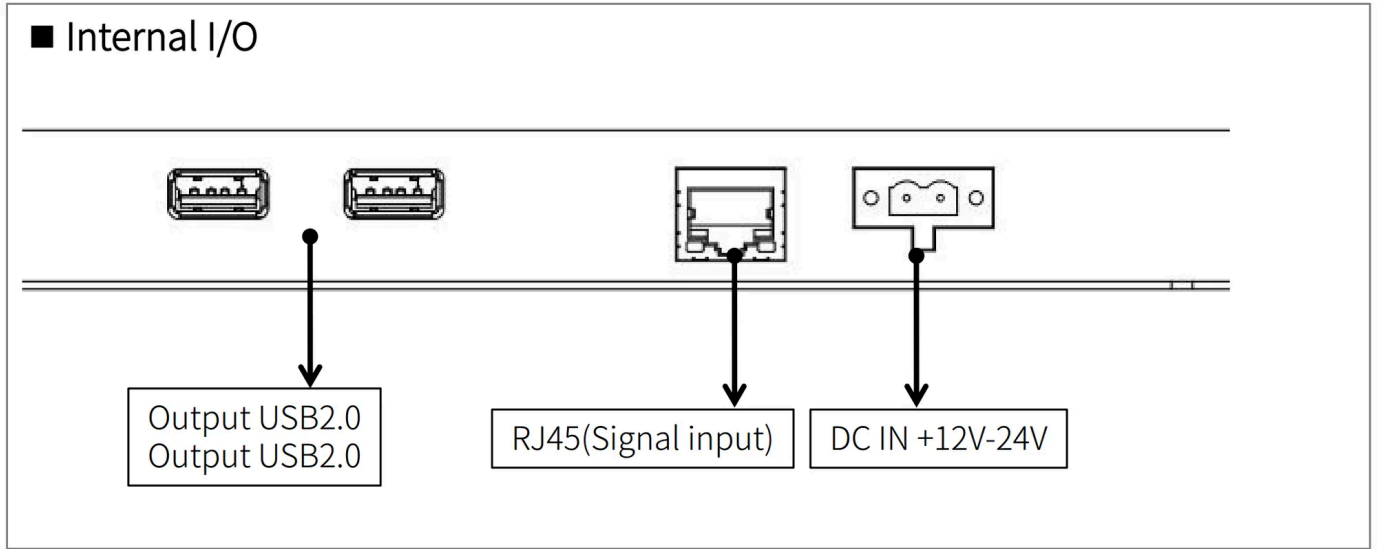 ■ Internal I/O
Output USB2.0
Output USB2.0
RJ45(Signal input)
DC IN +12V-24V